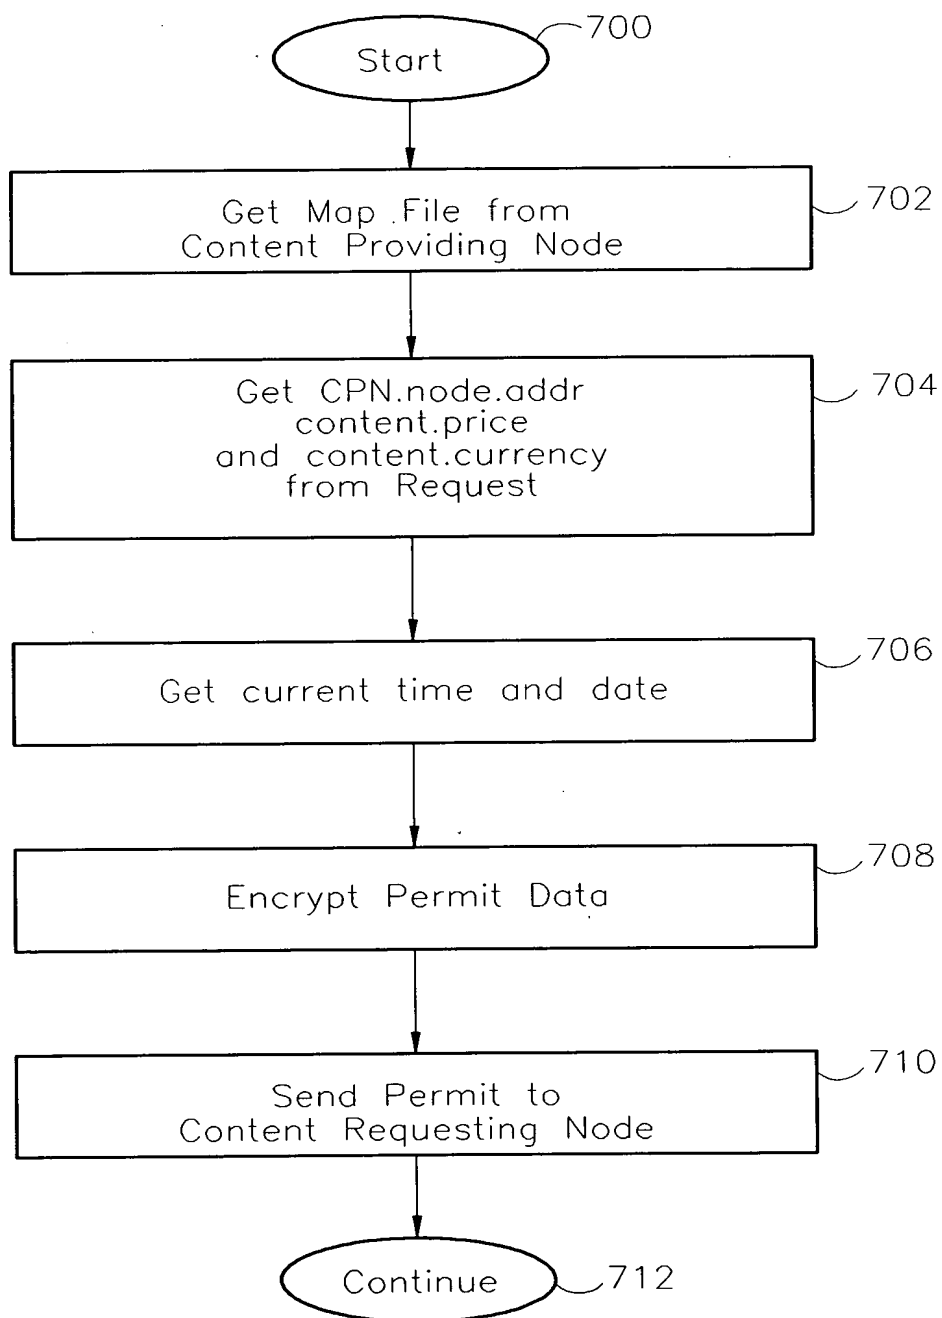 Start
700
Get Map File from
Content Providing Node
702
Get CPN.node.addr
content.price
and content.currency
from Request
704
Get current time and date
706
Encrypt Permit Data
708
Send Permit to
Content Requesting Node
710
Continue
712